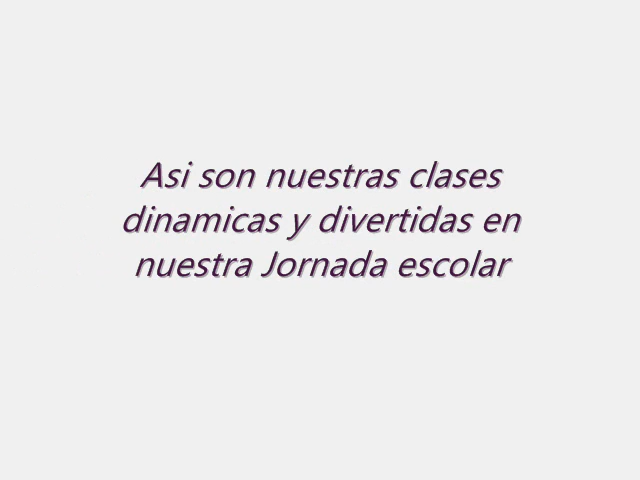 Asi son nuestras clases
dinamicas y divertidas en
nuestra Jornada escolar